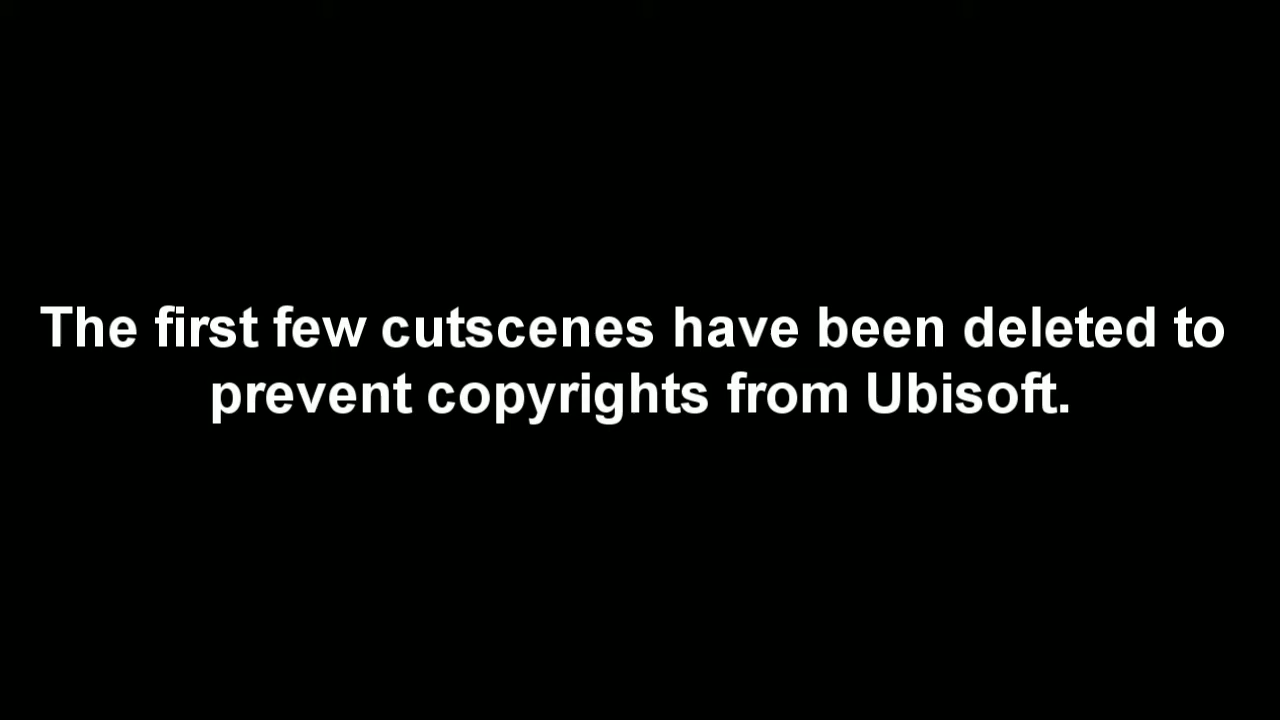 The first few cutscenes have been deleted to
prevent copyrights from Ubisoft.